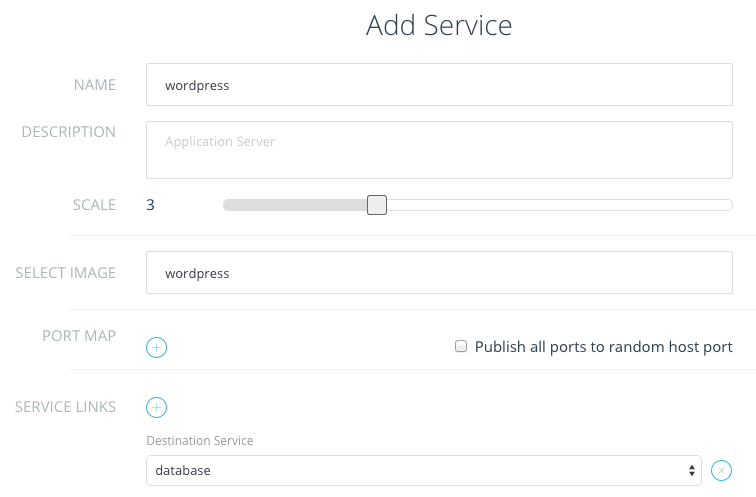 Add Service
NAME
wordpress
DESCRIPTION
Application Server
SCALE 3
SELECT IMAGE
wordpress
PORT MAP
Publish all ports to random host port
SERVICE LINKS
Destination Service
database